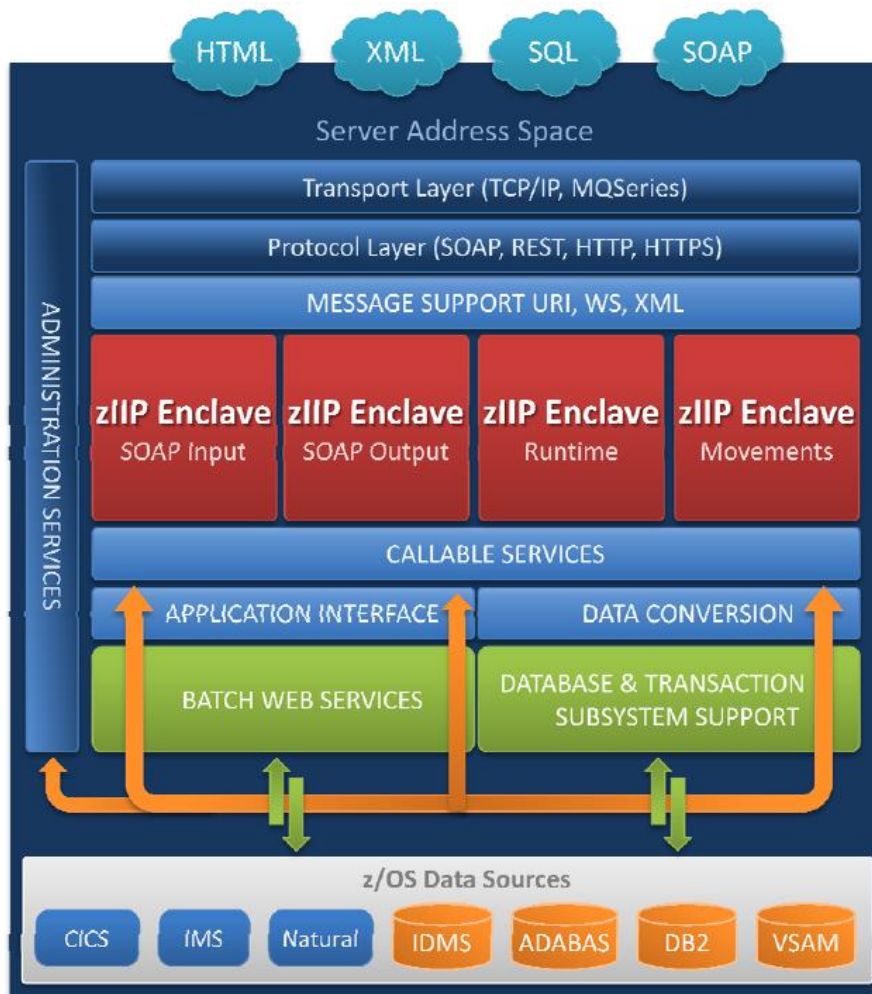 HTML
XML
SQL
SOAP
Server Address Space
ADMINISTRATION SERVICES
Transport Layer (TCP/IP, MQSeries)
Protocol Layer (SOAP, REST, HTTP, HTTPS)
MESSAGE SUPPORT URI, WS, XML
zIIP Enclave
SOAP Input
zIIP Enclave
SOAP Output
zIIP Enclave
Runtime
zIIP Enclave
Movements
CALLABLE SERVICES
APPLICATION INTERFACE
DATA CONVERSION
BATCH WEB SERVICES
DATABASE & TRANSACTION
SUBSYSTEM SUPPORT
z/OS Data Sources
CICS
IMS
Natural
IDMS
ADABAS
DB2
VSAM